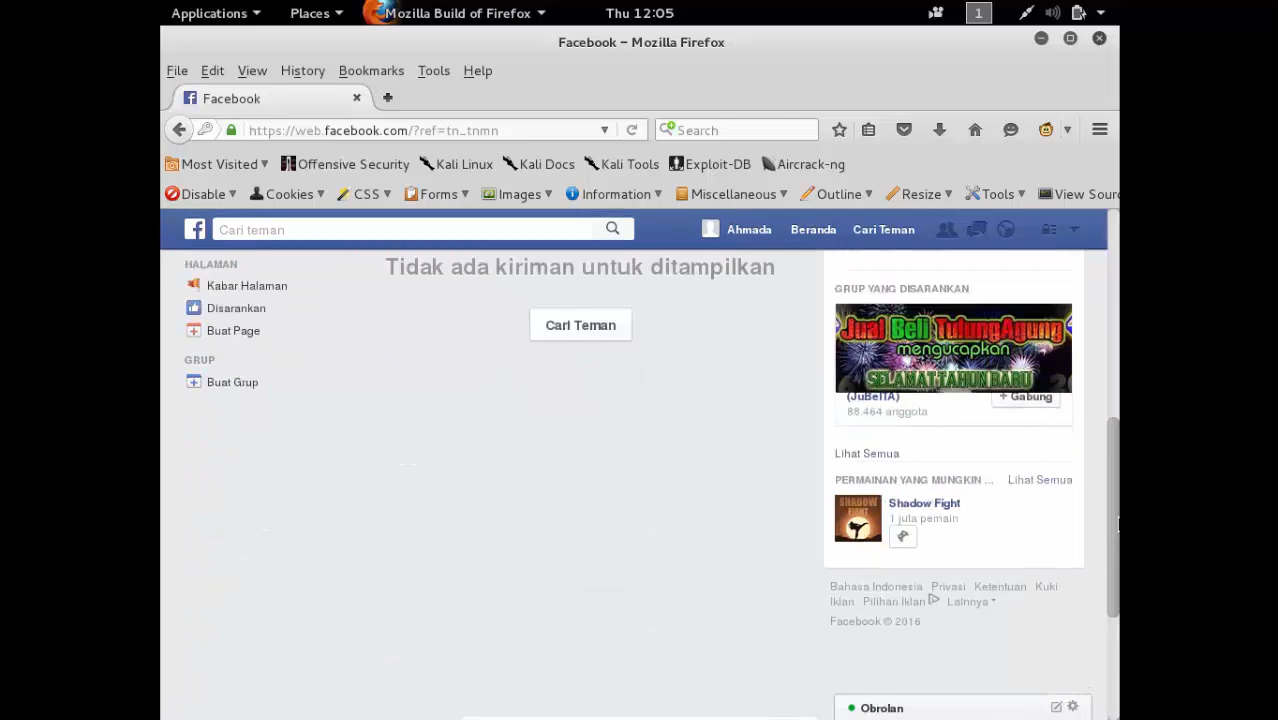 Applications Places Mozilla Build of Firefox Thu 12:05 1
Facebook – Mozilla Firefox
File Edit View History Bookmarks Tools Help
Facebook
https://web.facebook.com/?ref=tn_tnmn Search
Most Visited Offensive Security Kali Linux Kali Docs Kali Tools Exploit-DB Aircrack-ng
Disable Cookies CSS Forms Images Information Miscellaneous Outline Resize Tools View Sourc
Cari teman Ahmada Beranda Cari Teman
HALAMAN
Kabar Halaman
Disarankan
Buat Page
GRUP
Buat Grup
Tidak ada kiriman untuk ditampilkan
Cari Teman
GRUP YANG DISARANKAN
Jual Beli TulungAgung
mengucapkan
SELAMAT TAHUN BARU
(JuBelTA) + Gabung
88.464 anggota
Lihat Semua
PERMAINAN YANG MUNGKIN ... Lihat Semua
SHADOW
FIGHT
Shadow Fight
1 juta pemain
Bahasa Indonesia Privasi Ketentuan Kuki
Iklan Pilihan Iklan Lainnya
Facebook © 2016
Obrolan